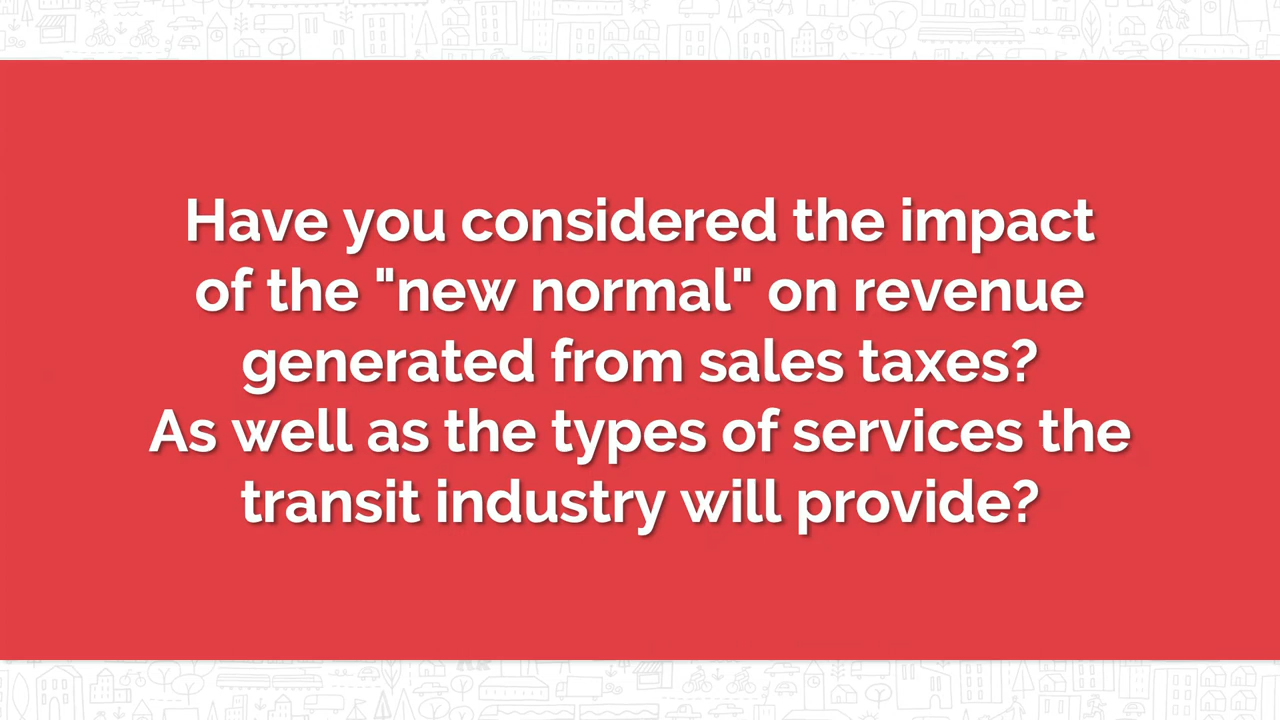 Have you considered the impact
of the "new normal" on revenue
generated from sales taxes?
As well as the types of services the
transit industry will provide?